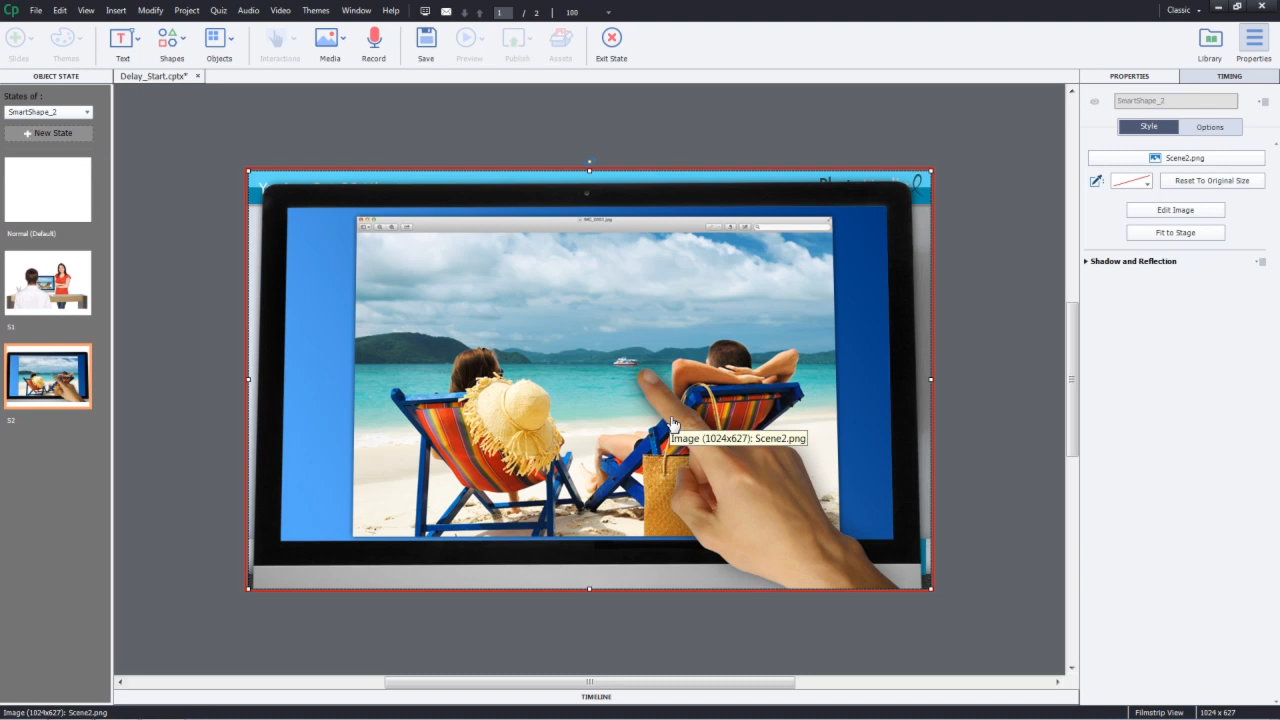 Cp File Edit View Insert Modify Project Quiz Audio Video Themes Window Help 1 / 2 100 Classic
Slides Themes Text Shapes Objects Interactions Media Record Save Preview Publish Assets Exit State Library Properties
OBJECT STATE Delay_Start.cptx* × PROPERTIES TIMING
States of :
SmartShape_2
New State
Normal (Default)
S1
S2
IMG_0001.jpg
Image (1024x627): Scene2.png
SmartShape_2
Style Options
Scene2.png
Reset To Original Size
Edit Image
Fit to Stage
Shadow and Reflection
TIMELINE
Image (1024x627): Scene2.png Filmstrip View 1024 x 627